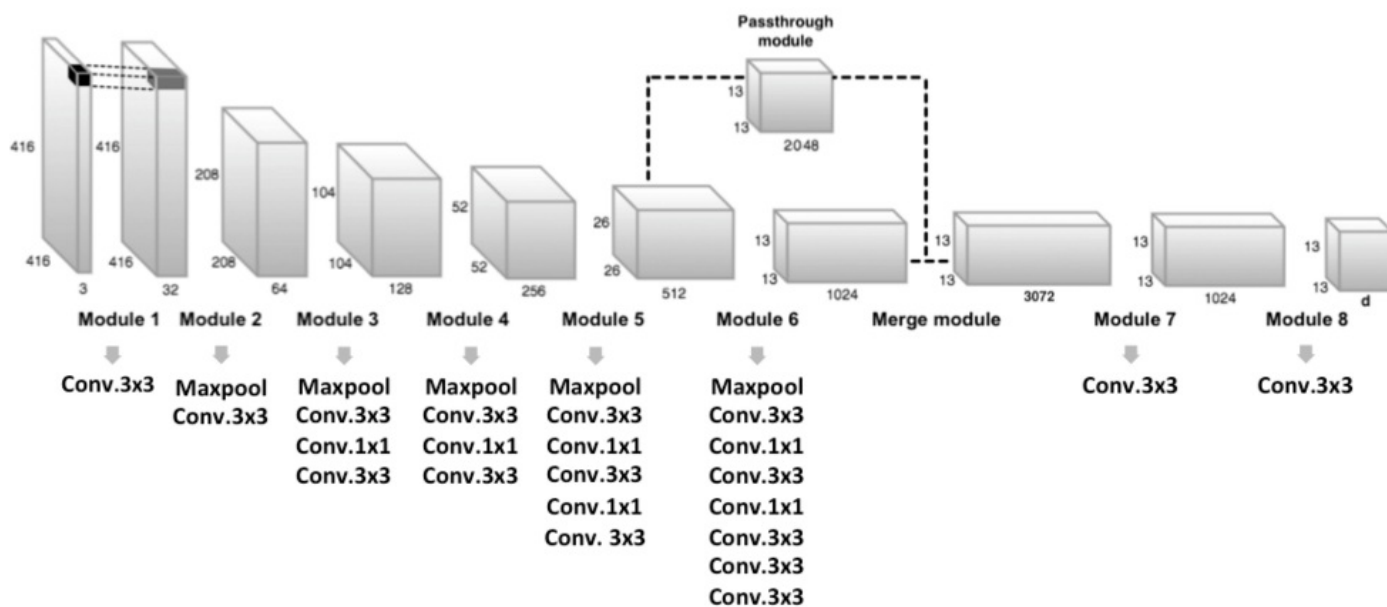 Passthrough
module
13
13
2048
416
416
3
416
416
32
208
208
64
104
104
128
52
52
256
26
26
512
13
13
1024
13
13
3072
13
13
1024
13
13
d
Module 1
Module 2
Module 3
Module 4
Module 5
Module 6
Merge module
Module 7
Module 8
Conv.3x3
Maxpool
Conv.3x3
Maxpool
Conv.3x3
Conv.1x1
Conv.3x3
Maxpool
Conv.3x3
Conv.1x1
Conv.3x3
Maxpool
Conv.3x3
Conv.1x1
Conv.3x3
Conv.1x1
Conv. 3x3
Maxpool
Conv.3x3
Conv.1x1
Conv.3x3
Conv.1x1
Conv.3x3
Conv.3x3
Conv.3x3
Conv.3x3
Conv.3x3